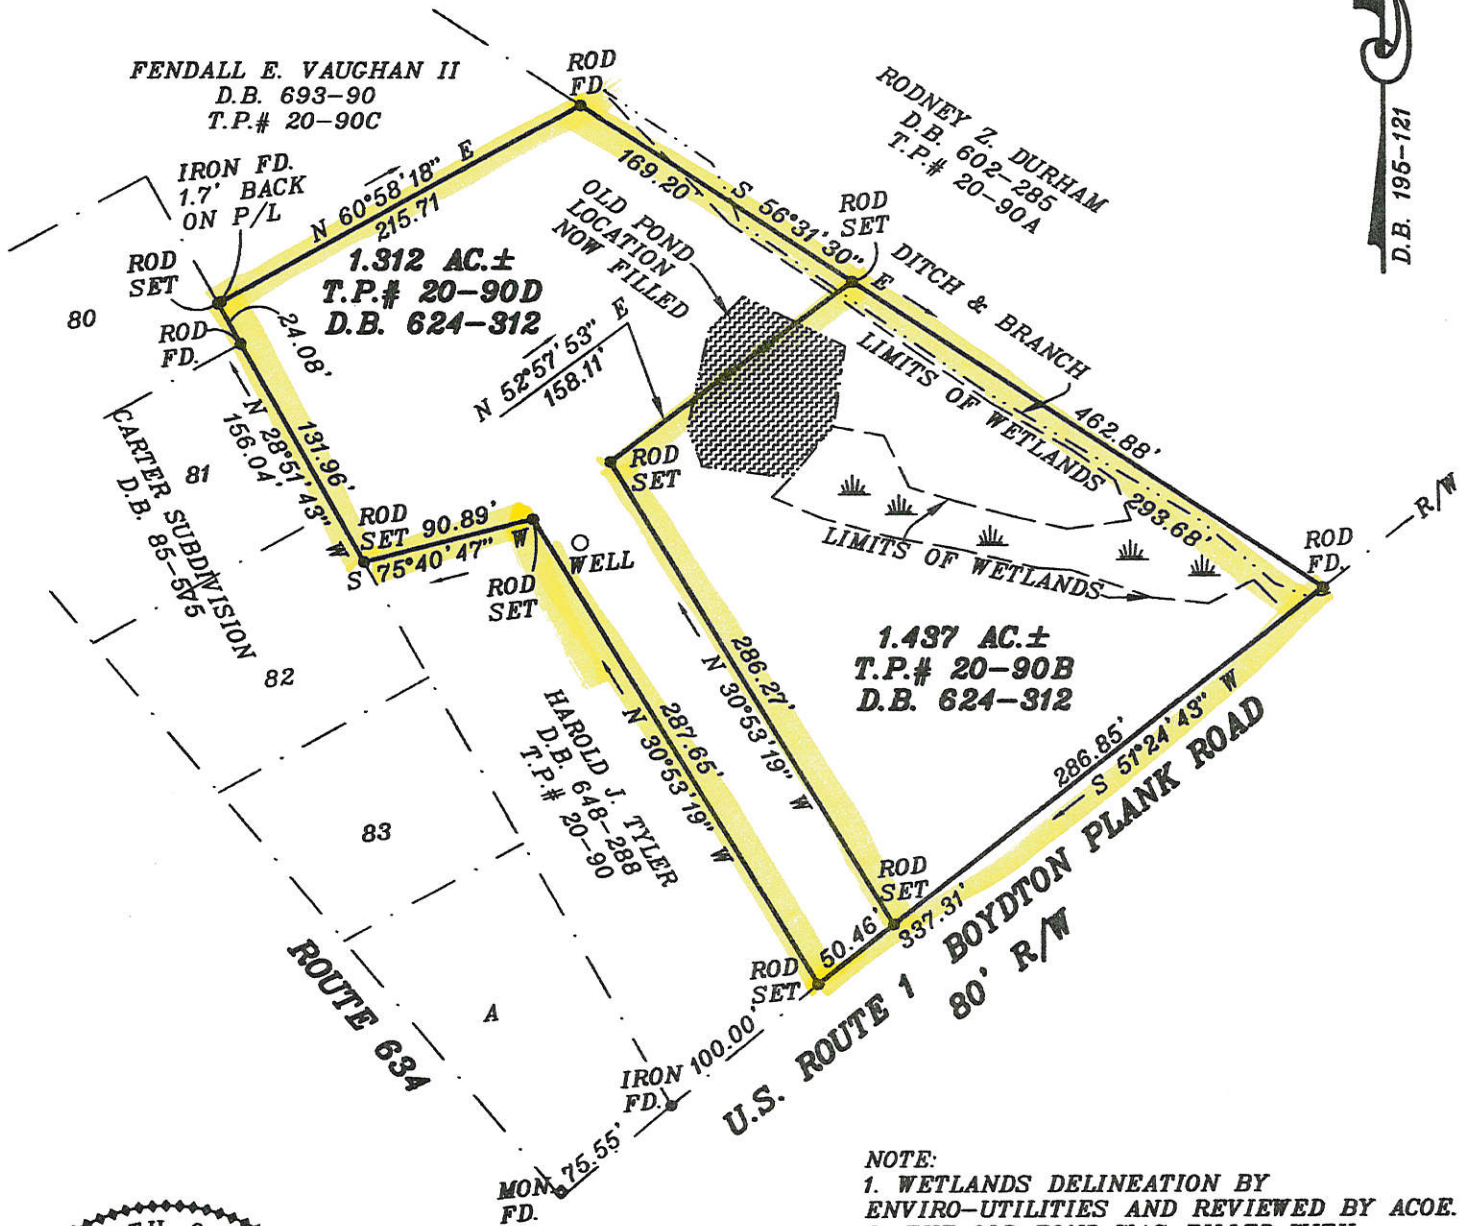 FENDALL E. VAUGHAN II
D.B. 693-90
T.P.# 20-90C
ROD
FD.
RODNEY Z. DURHAM
D.B. 602-285
T.P.# 20-90A
D.B. 195-121
IRON FD.
1.7' BACK
ON P/L
N 60°58'18" E
215.71
169.20'
S 56°31'30" E
OLD POND
LOCATION
NOW FILLED
ROD
SET
DITCH & BRANCH
ROD
SET
80
1.312 AC.±
T.P.# 20-90D
D.B. 624-312
24.08'
ROD
FD.
N 52°57'53" E
158.11'
LIMITS OF WETLANDS
462.88'
CARTER SUBDIVISION
D.B. 85-575
81
N 28°51'43" W
156.04'
131.96'
ROD
SET
R/W
ROD
SET
90.89'
S 75°40'47" W
WELL
ROD
SET
LIMITS OF WETLANDS
293.68'
ROD
FD.
82
1.437 AC.±
T.P.# 20-90B
D.B. 624-312
286.27'
N 30°53'19" W
287.65'
N 30°53'19" W
HAROLD J. TYLER
D.B. 648-288
T.P.# 20-90
286.85'
S 51°24'43" W
83
ROD
SET
50.46'
337.31'
U.S. ROUTE 1 BOYDTON PLANK ROAD
80' R/W
ROD
SET
ROUTE 634
A
100.00'
IRON
FD.
75.55'
MON.
FD.
NOTE:
1. WETLANDS DELINEATION BY
ENVIRO-UTILITIES AND REVIEWED BY ACOE.